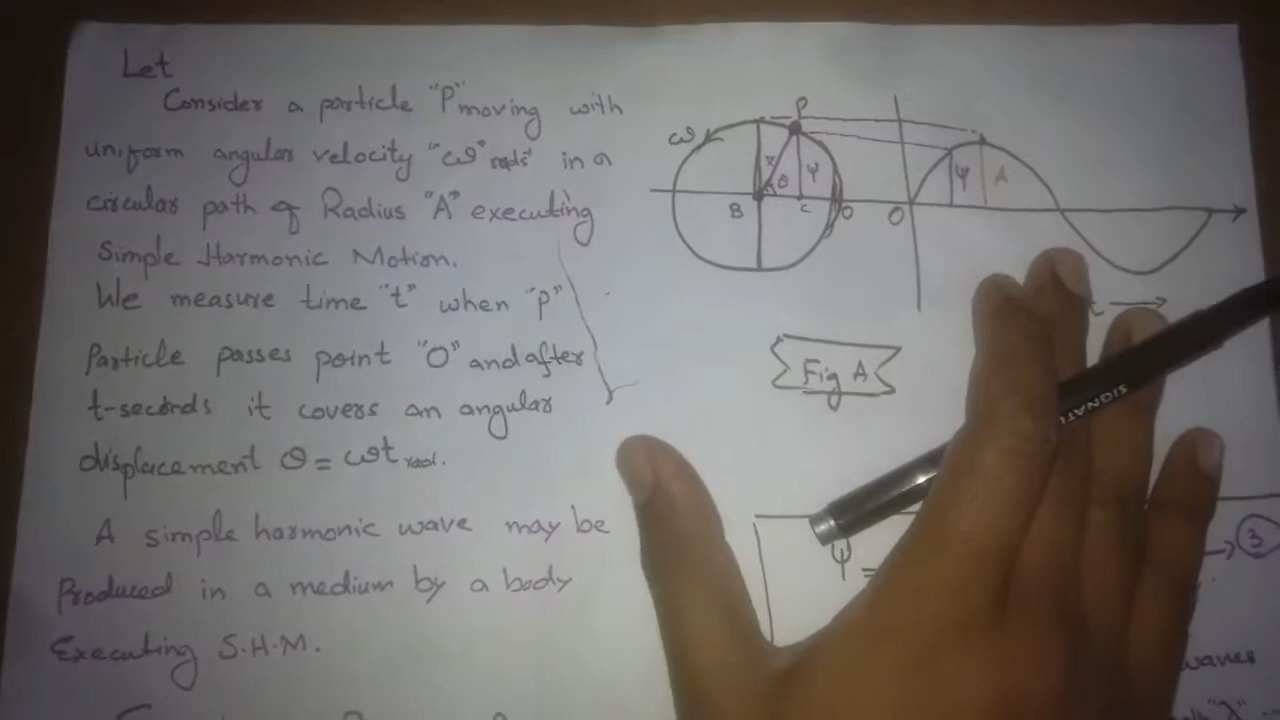 Let
Consider a particle "P" moving with
uniform angular velocity "ω" rad/s in a
circular path of Radius "A" executing
Simple Harmonic Motion.
We measure time "t" when "P"
Particle passes point "O" and after
t-seconds it covers an angular
displacement θ = ωt rad.
A simple harmonic wave may be
Produced in a medium by a body
Executing S.H.M.
P
ω
θ
ψ
B
C
O
O
ψ
A
t
Fig A
SIGNATU
ψ =
3
waves